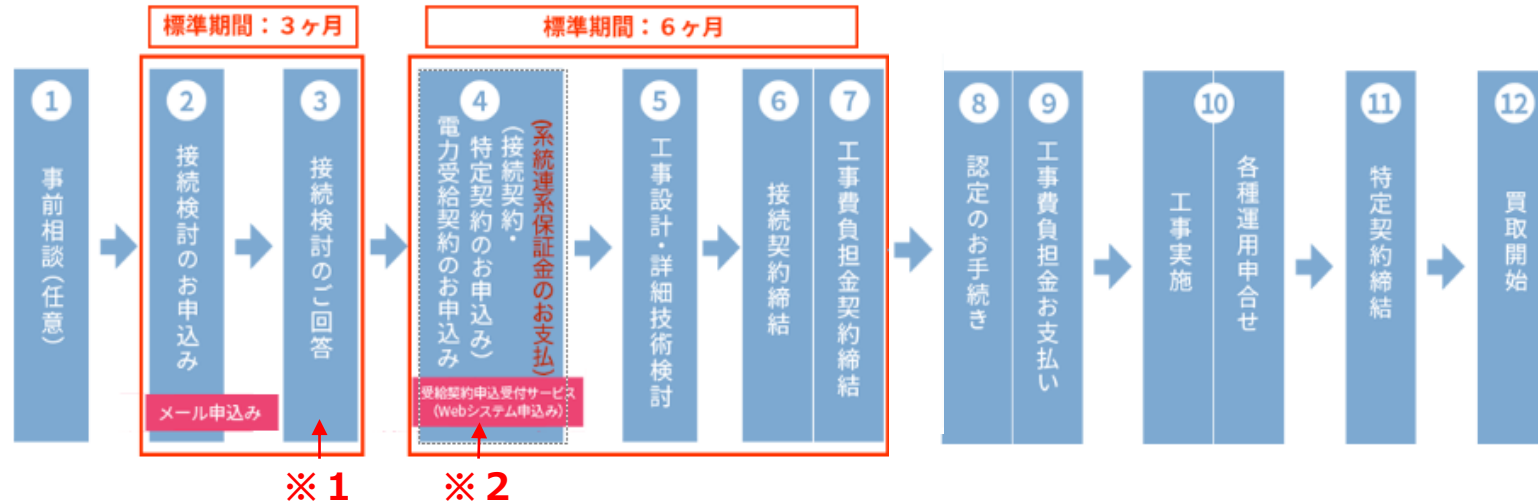 標準期間：３ヶ月
標準期間：６ヶ月
1
事前相談（任意）
2
接続検討のお申込み
メール申込み
3
接続検討のご回答
※１
4
（系統連系保証金のお支払）
（接続契約・
特定契約のお申込み）
電力受給契約のお申込み
受給契約申込受付サービス
（Webシステム申込み）
※２
5
工事設計・詳細技術検討
6
接続契約締結
7
工事費負担金契約締結
8
認定のお手続き
9
工事費負担金お支払い
10
各種運用申合せ
工事実施
11
特定契約締結
12
買取開始